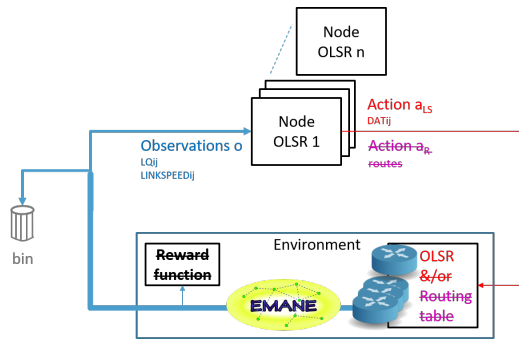 Node
OLSR n
Node
OLSR 1
Action aLS
DATij
Action aR
routes
Observations o
LQij
LINKSPEEDij
bin
Environment
Reward
function
EMANE
OLSR
&/or
Routing
table